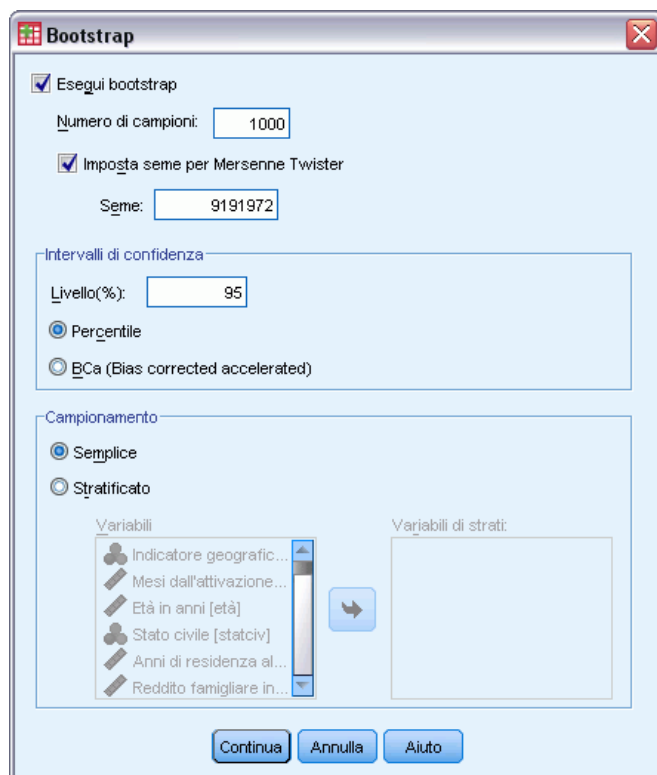 Bootstrap
Esegui bootstrap
Numero di campioni: 1000
Imposta seme per Mersenne Twister
Seme: 9191972
Intervalli di confidenza
Livello(%): 95
Percentile
BCa (Bias corrected accelerated)
Campionamento
Semplice
Stratificato
Variabili
Indicatore geografic...
Mesi dall'attivazione...
Età in anni [età]
Stato civile [statciv]
Anni di residenza al...
Reddito famigliare in...
Variabili di strati:
Continua Annulla Aiuto